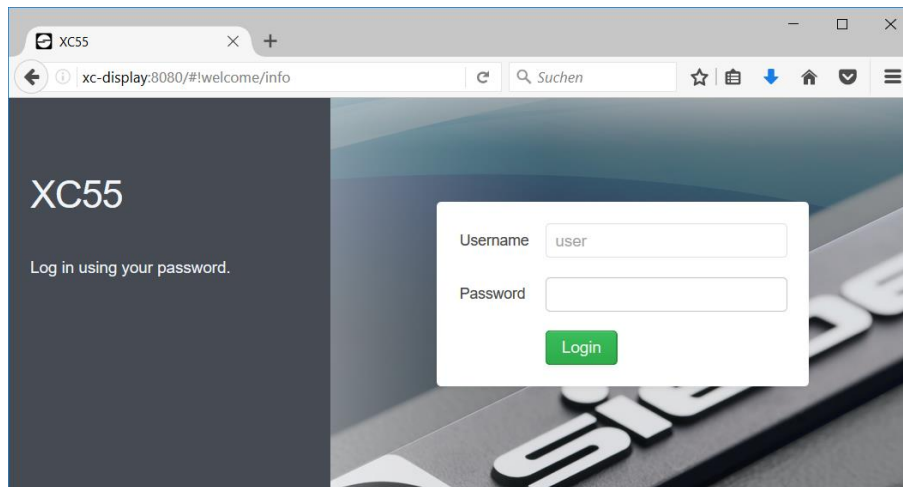 XC55
xc-display:8080/#!welcome/info
Suchen
XC55
Log in using your password.
Username
user
Password
Login